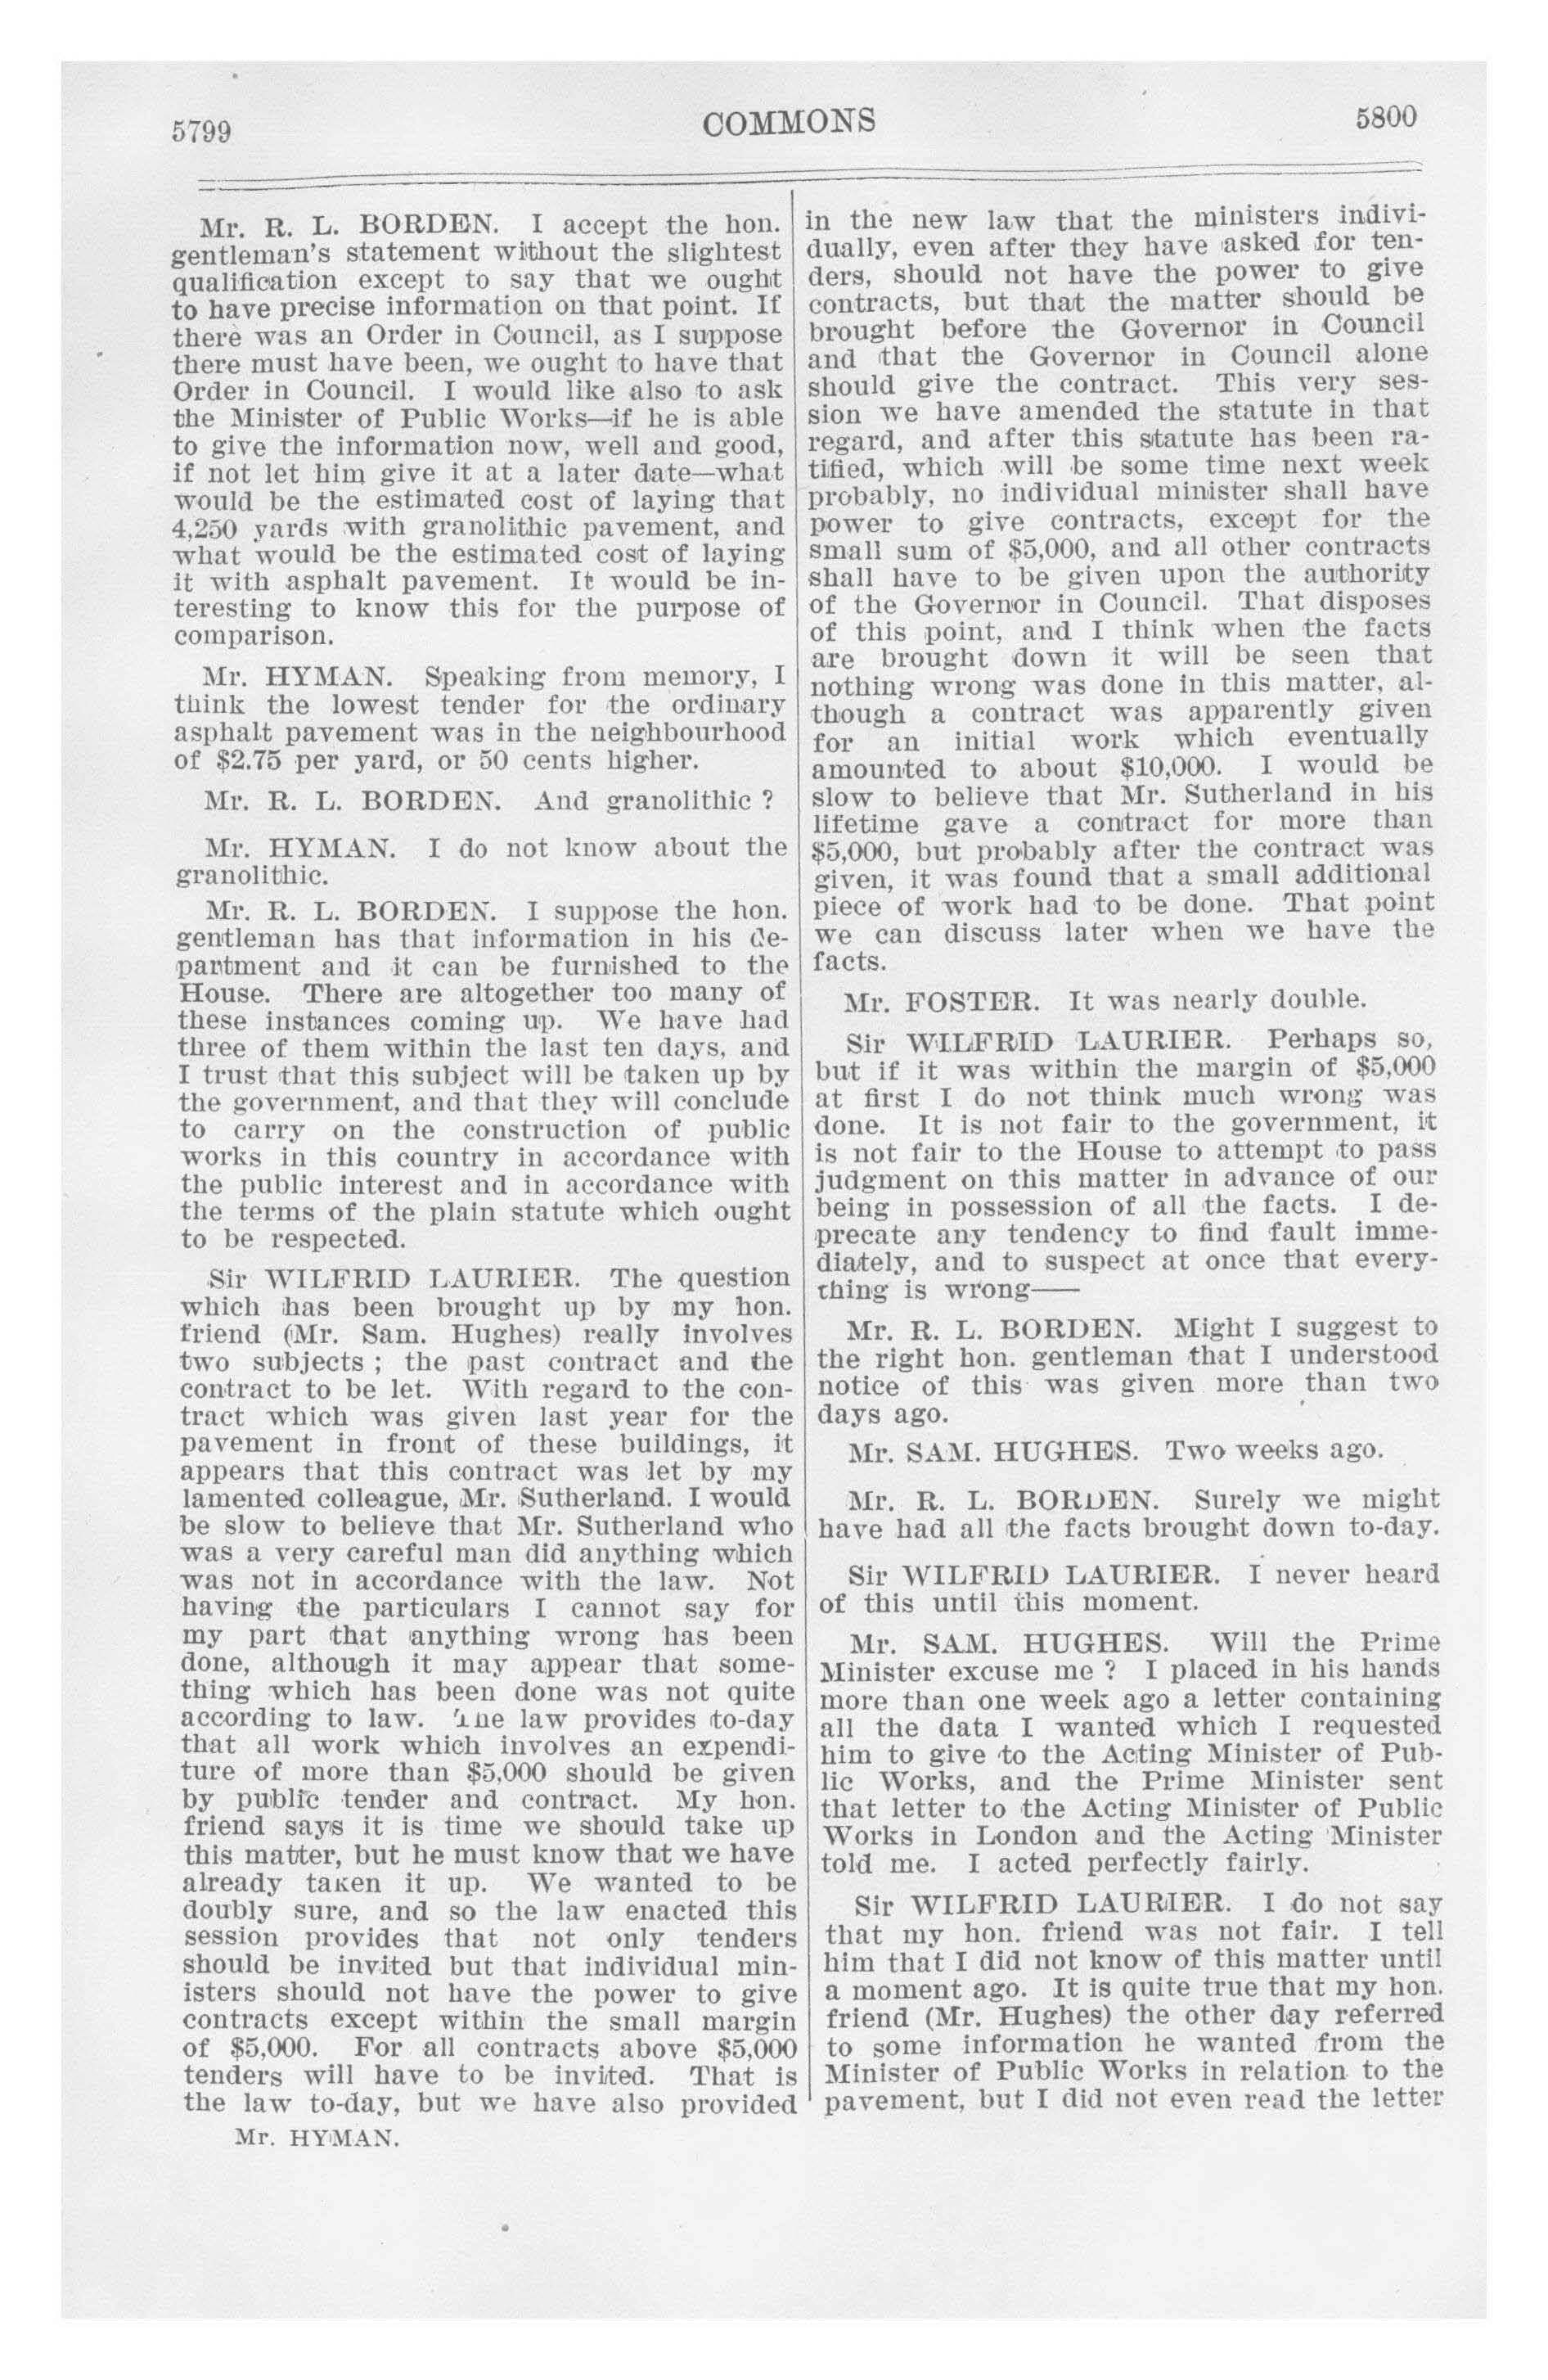 5799
COMMONS
5800
Mr. R. L. BORDEN. I accept the hon.
gentleman's statement without the slightest
qualification except to say that we ought
to have precise information on that point. If
there was an Order in Council, as I suppose
there must have been, we ought to have that
Order in Council. I would like also to ask
the Minister of Public Works—if he is able
to give the information now, well and good,
if not let him give it at a later date—what
would be the estimated cost of laying that
4,250 yards with granolithic pavement, and
what would be the estimated cost of laying
it with asphalt pavement. It would be in-
teresting to know this for the purpose of
comparison.
Mr. HYMAN. Speaking from memory, I
think the lowest tender for the ordinary
asphalt pavement was in the neighbourhood
of $2.75 per yard, or 50 cents higher.
Mr. R. L. BORDEN. And granolithic ?
Mr. HYMAN. I do not know about the
granolithic.
Mr. R. L. BORDEN. I suppose the hon.
gentleman has that information in his de-
partment and it can be furnished to the
House. There are altogether too many of
these instances coming up. We have had
three of them within the last ten days, and
I trust that this subject will be taken up by
the government, and that they will conclude
to carry on the construction of public
works in this country in accordance with
the public interest and in accordance with
the terms of the plain statute which ought
to be respected.
Sir WILFRID LAURIER. The question
which has been brought up by my hon.
friend (Mr. Sam. Hughes) really involves
two subjects ; the past contract and the
contract to be let. With regard to the con-
tract which was given last year for the
pavement in front of these buildings, it
appears that this contract was let by my
lamented colleague, Mr. Sutherland. I would
be slow to believe that Mr. Sutherland who
was a very careful man did anything which
was not in accordance with the law. Not
having the particulars I cannot say for
my part that anything wrong has been
done, although it may appear that some-
thing which has been done was not quite
according to law. The law provides to-day
that all work which involves an expendi-
ture of more than $5,000 should be given
by public tender and contract. My hon.
friend says it is time we should take up
this matter, but he must know that we have
already taken it up. We wanted to be
doubly sure, and so the law enacted this
session provides that not only tenders
should be invited but that individual min-
isters should not have the power to give
contracts except within the small margin
of $5,000. For all contracts above $5,000
tenders will have to be invited. That is
the law to-day, but we have also provided
Mr. HYMAN.
in the new law that the ministers indivi-
dually, even after they have asked for ten-
ders, should not have the power to give
contracts, but that the matter should be
brought before the Governor in Council
and that the Governor in Council alone
should give the contract. This very ses-
sion we have amended the statute in that
regard, and after this statute has been ra-
tified, which will be some time next week
probably, no individual minister shall have
power to give contracts, except for the
small sum of $5,000, and all other contracts
shall have to be given upon the authority
of the Governor in Council. That disposes
of this point, and I think when the facts
are brought down it will be seen that
nothing wrong was done in this matter, al-
though a contract was apparently given
for an initial work which eventually
amounted to about $10,000. I would be
slow to believe that Mr. Sutherland in his
lifetime gave a contract for more than
$5,000, but probably after the contract was
given, it was found that a small additional
piece of work had to be done. That point
we can discuss later when we have the
facts.
Mr. FOSTER. It was nearly double.
Sir WILFRID LAURIER. Perhaps so,
but if it was within the margin of $5,000
at first I do not think much wrong was
done. It is not fair to the government, it
is not fair to the House to attempt to pass
judgment on this matter in advance of our
being in possession of all the facts. I de-
precate any tendency to find fault imme-
diately, and to suspect at once that every-
thing is wrong——
Mr. R. L. BORDEN. Might I suggest to
the right hon. gentleman that I understood
notice of this was given more than two
days ago.
Mr. SAM. HUGHES. Two weeks ago.
Mr. R. L. BORDEN. Surely we might
have had all the facts brought down to-day.
Sir WILFRID LAURIER. I never heard
of this until this moment.
Mr. SAM. HUGHES. Will the Prime
Minister excuse me ? I placed in his hands
more than one week ago a letter containing
all the data I wanted which I requested
him to give to the Acting Minister of Pub-
lic Works, and the Prime Minister sent
that letter to the Acting Minister of Public
Works in London and the Acting Minister
told me. I acted perfectly fairly.
Sir WILFRID LAURIER. I do not say
that my hon. friend was not fair. I tell
him that I did not know of this matter until
a moment ago. It is quite true that my hon.
friend (Mr. Hughes) the other day referred
to some information he wanted from the
Minister of Public Works in relation to the
pavement, but I did not even read the letter